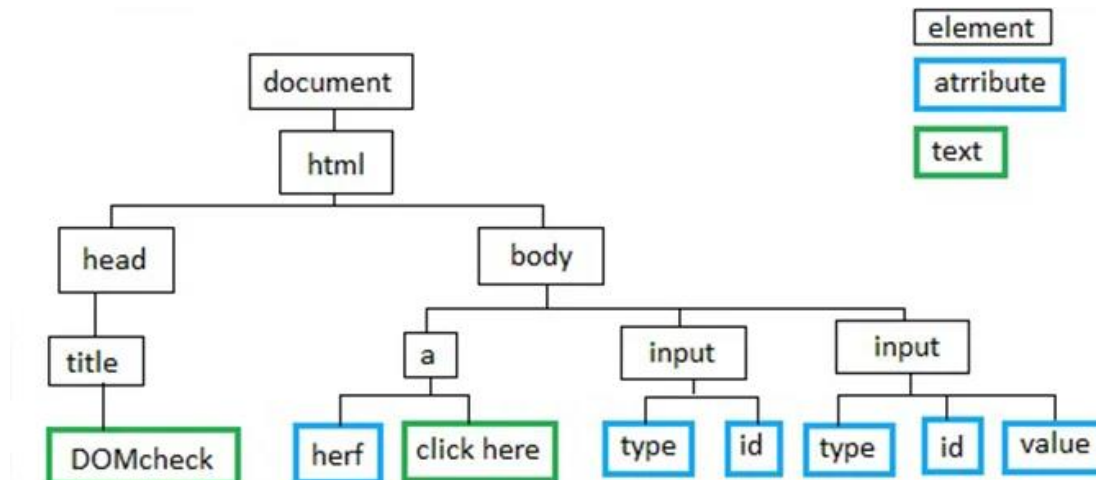 element
document
atrribute
text
html
head
body
title
a
input
input
DOMcheck
herf
click here
type
id
type
id
value